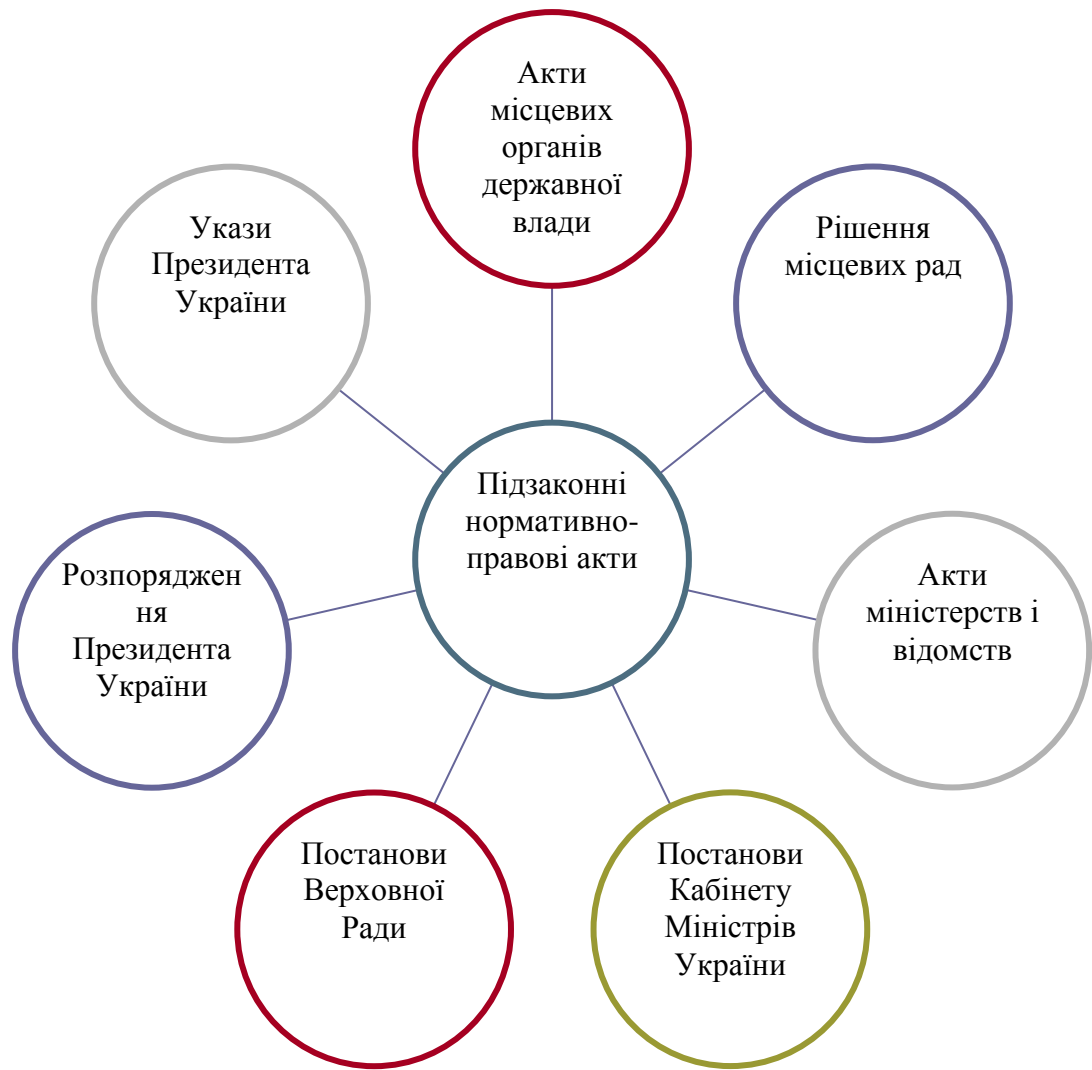 Акти
місцевих
органів
державної
влади
Укази
Президента
України
Рішення
місцевих рад
Підзаконні
нормативно-
правові акти
Розпоряджен
ня
Президента
України
Акти
міністерств і
відомств
Постанови
Верховної
Ради
Постанови
Кабінету
Міністрів
України